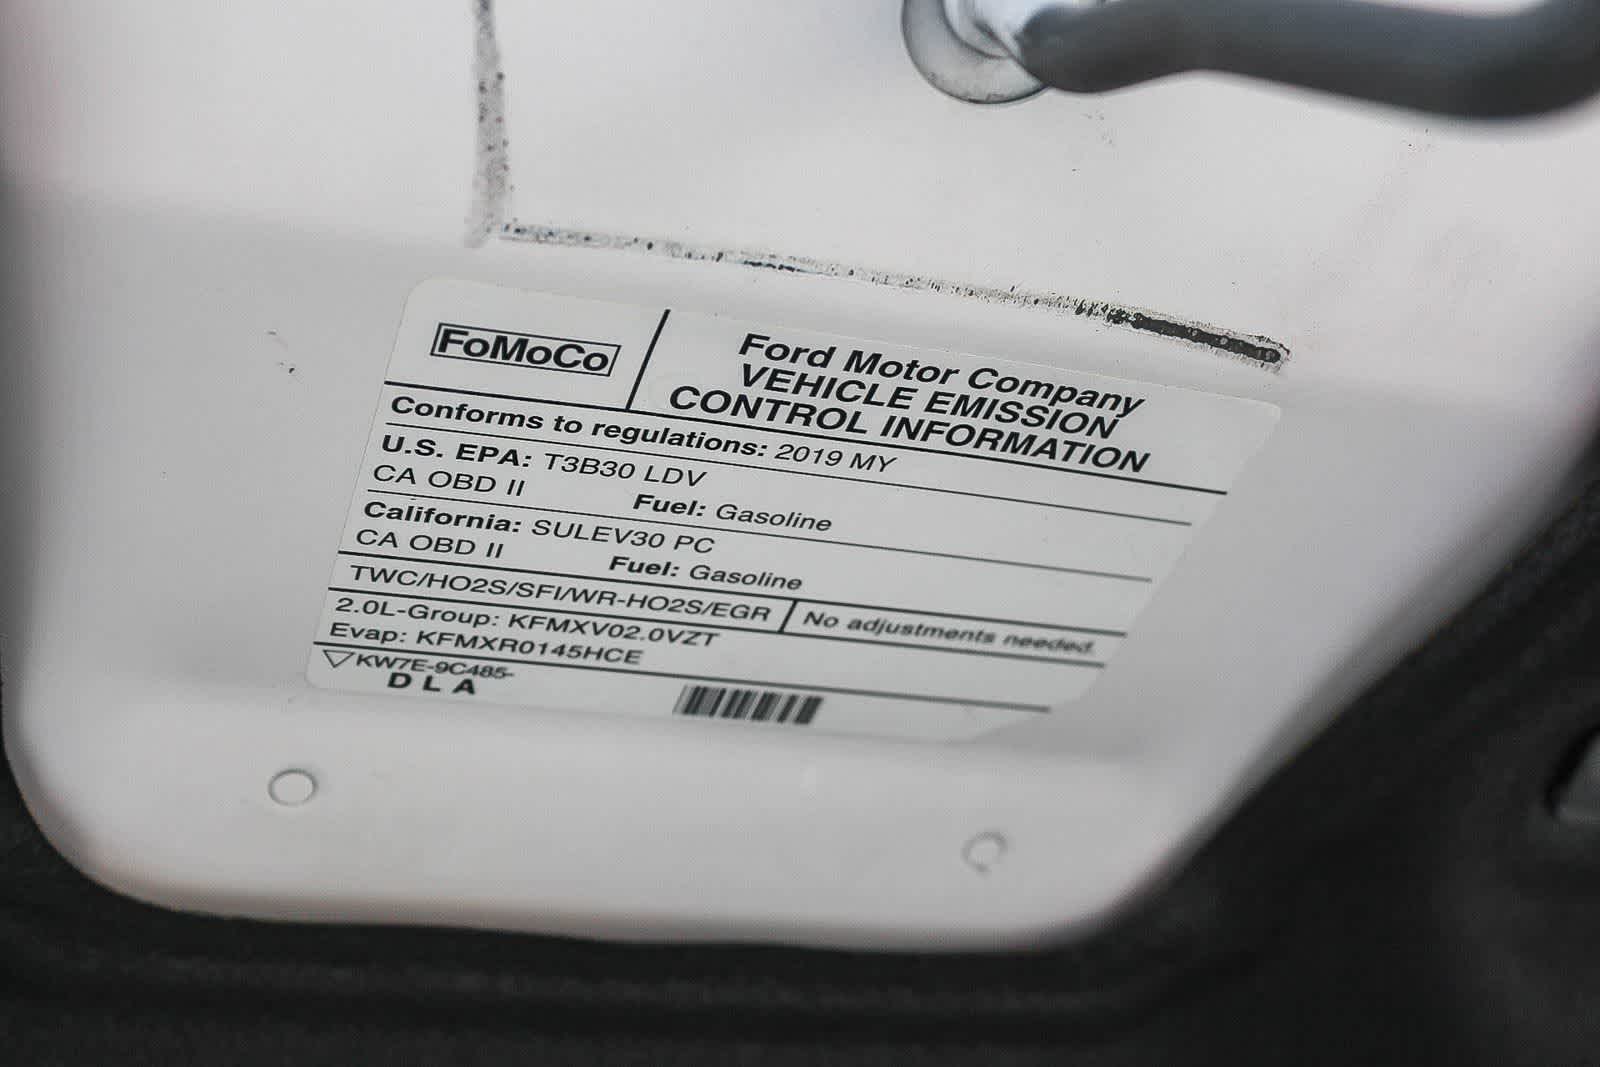 FoMoCo
Ford Motor Company
VEHICLE EMISSION
CONTROL INFORMATION
Conforms to regulations: 2019 MY
U.S. EPA: T3B30 LDV
CA OBD II Fuel: Gasoline
California: SULEV30 PC
CA OBD II Fuel: Gasoline
TWC/HO2S/SFI/WR-HO2S/EGR No adjustments needed.
2.0L-Group: KFMXV02.0VZT
Evap: KFMXR0145HCE
KW7E-9C485-
D L A